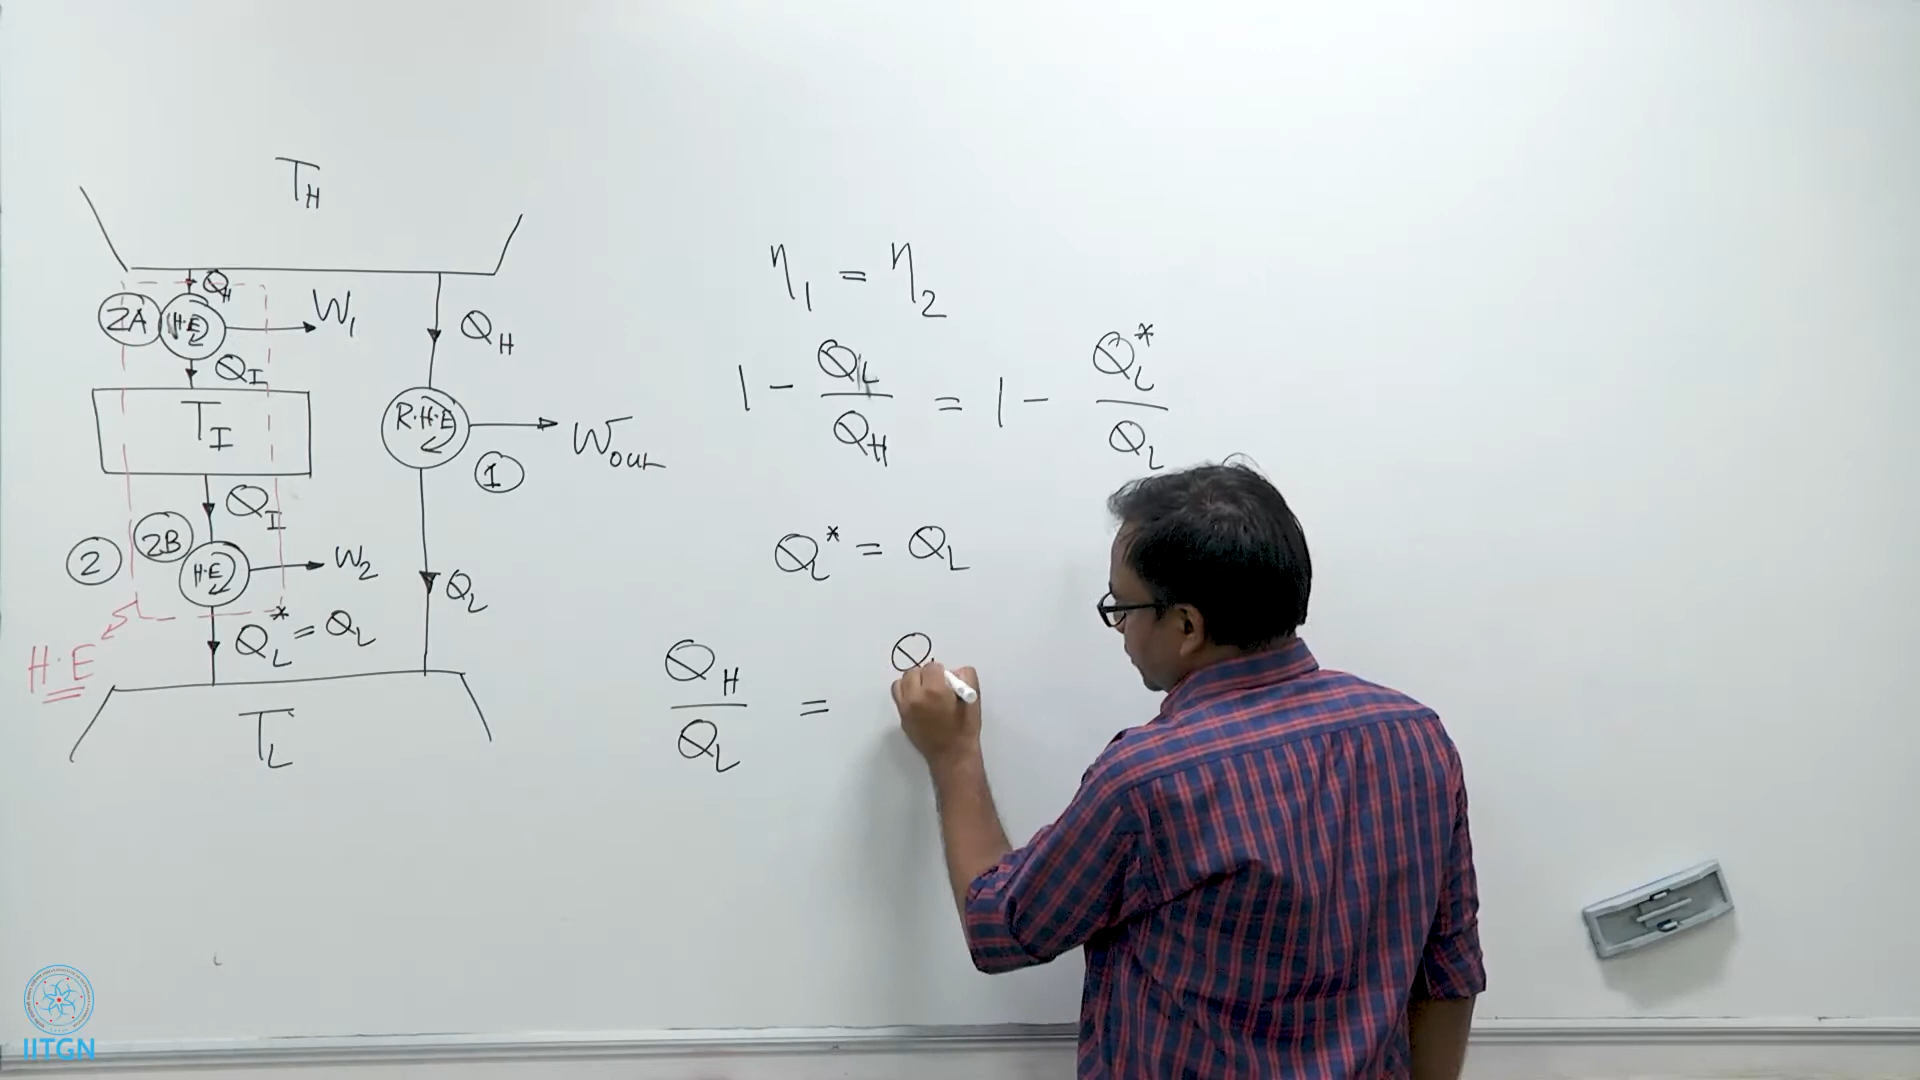 T_H
Q_H
2A H.E W_1
Q_I
T_I
Q_I
2B
2 H.E W_2
Q_L^* = Q_L
H.E
T_L
Q_H
R.H.E W_out
1
Q_L
η_1 = η_2
1 - Q_L/Q_H = 1 - Q_L^*/Q_L
Q_L^* = Q_L
Q_H/Q_L = Q
IITGN